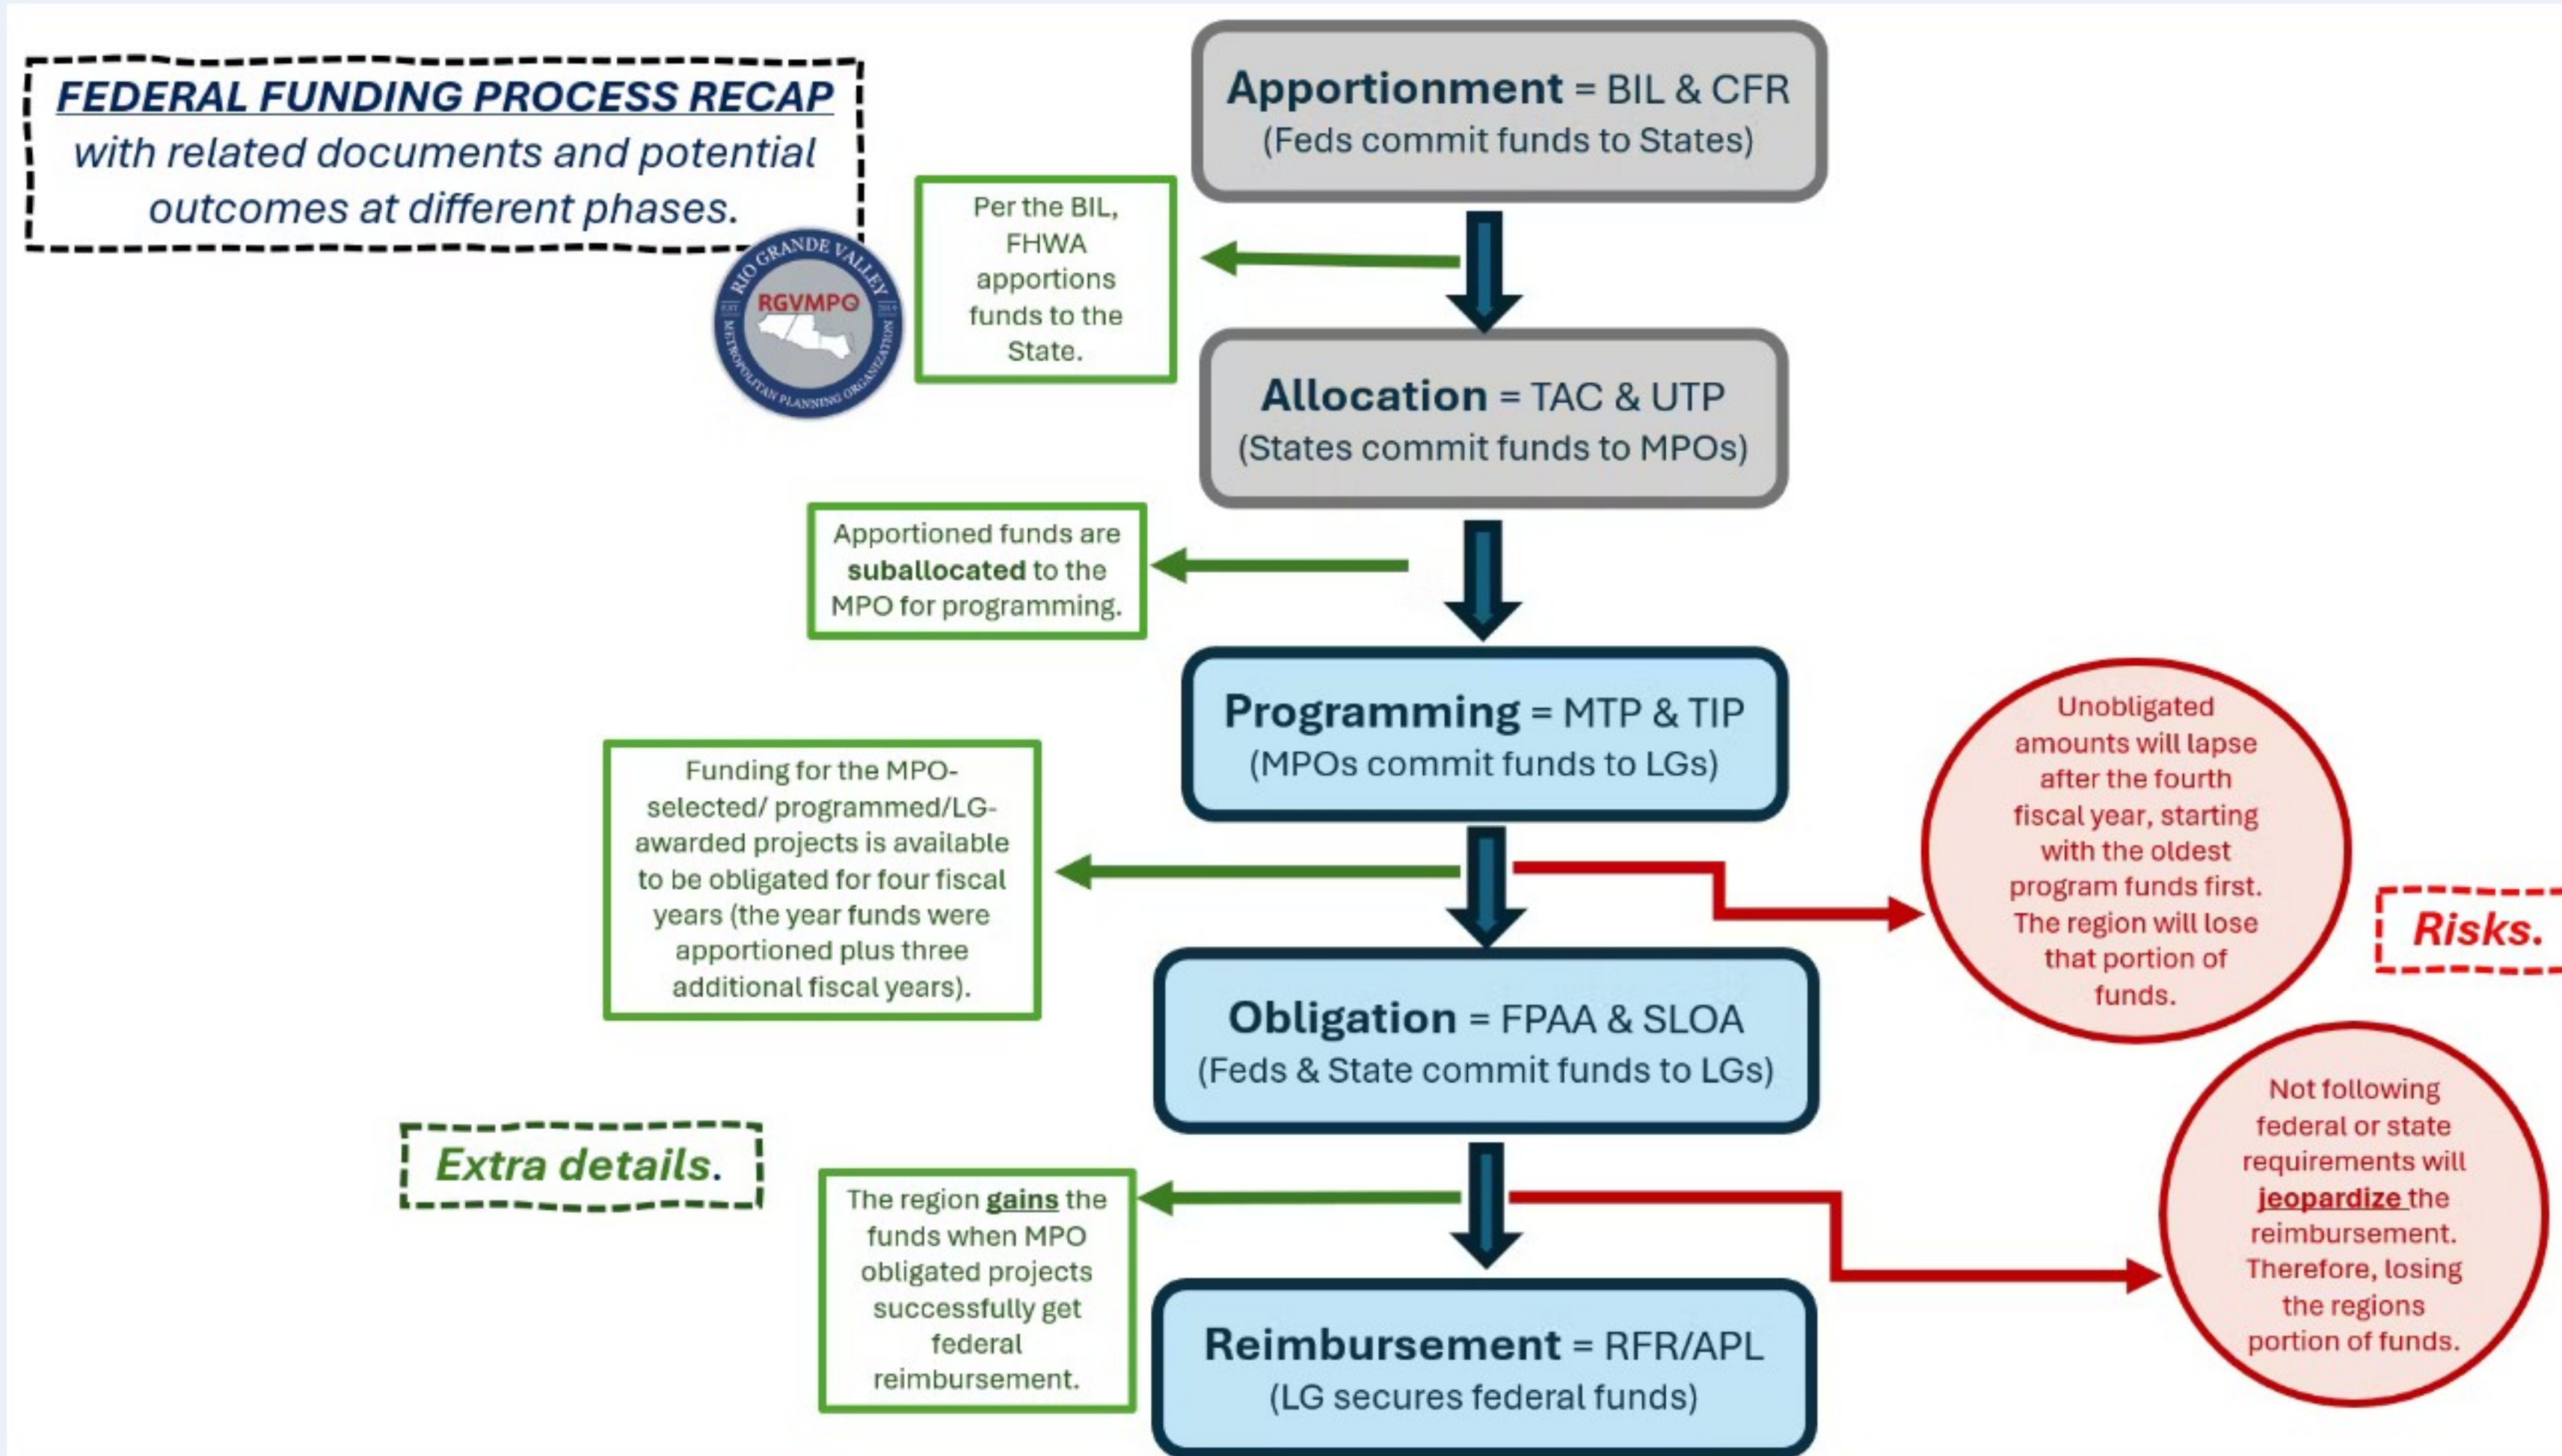 FEDERAL FUNDING PROCESS RECAP
with related documents and potential
outcomes at different phases.
RIO GRANDE VALLEY
RGVMPO
EST.
2019
METROPOLITAN PLANNING ORGANIZATION
Apportionment = BIL & CFR
(Feds commit funds to States)
Per the BIL,
FHWA
apportions
funds to the
State.
Allocation = TAC & UTP
(States commit funds to MPOs)
Apportioned funds are
suballocated to the
MPO for programming.
Programming = MTP & TIP
(MPOs commit funds to LGs)
Funding for the MPO-
selected/ programmed/LG-
awarded projects is available
to be obligated for four fiscal
years (the year funds were
apportioned plus three
additional fiscal years).
Unobligated
amounts will lapse
after the fourth
fiscal year, starting
with the oldest
program funds first.
The region will lose
that portion of
funds.
Risks.
Obligation = FPAA & SLOA
(Feds & State commit funds to LGs)
Extra details.
The region gains the
funds when MPO
obligated projects
successfully get
federal
reimbursement.
Not following
federal or state
requirements will
jeopardize the
reimbursement.
Therefore, losing
the regions
portion of funds.
Reimbursement = RFR/APL
(LG secures federal funds)